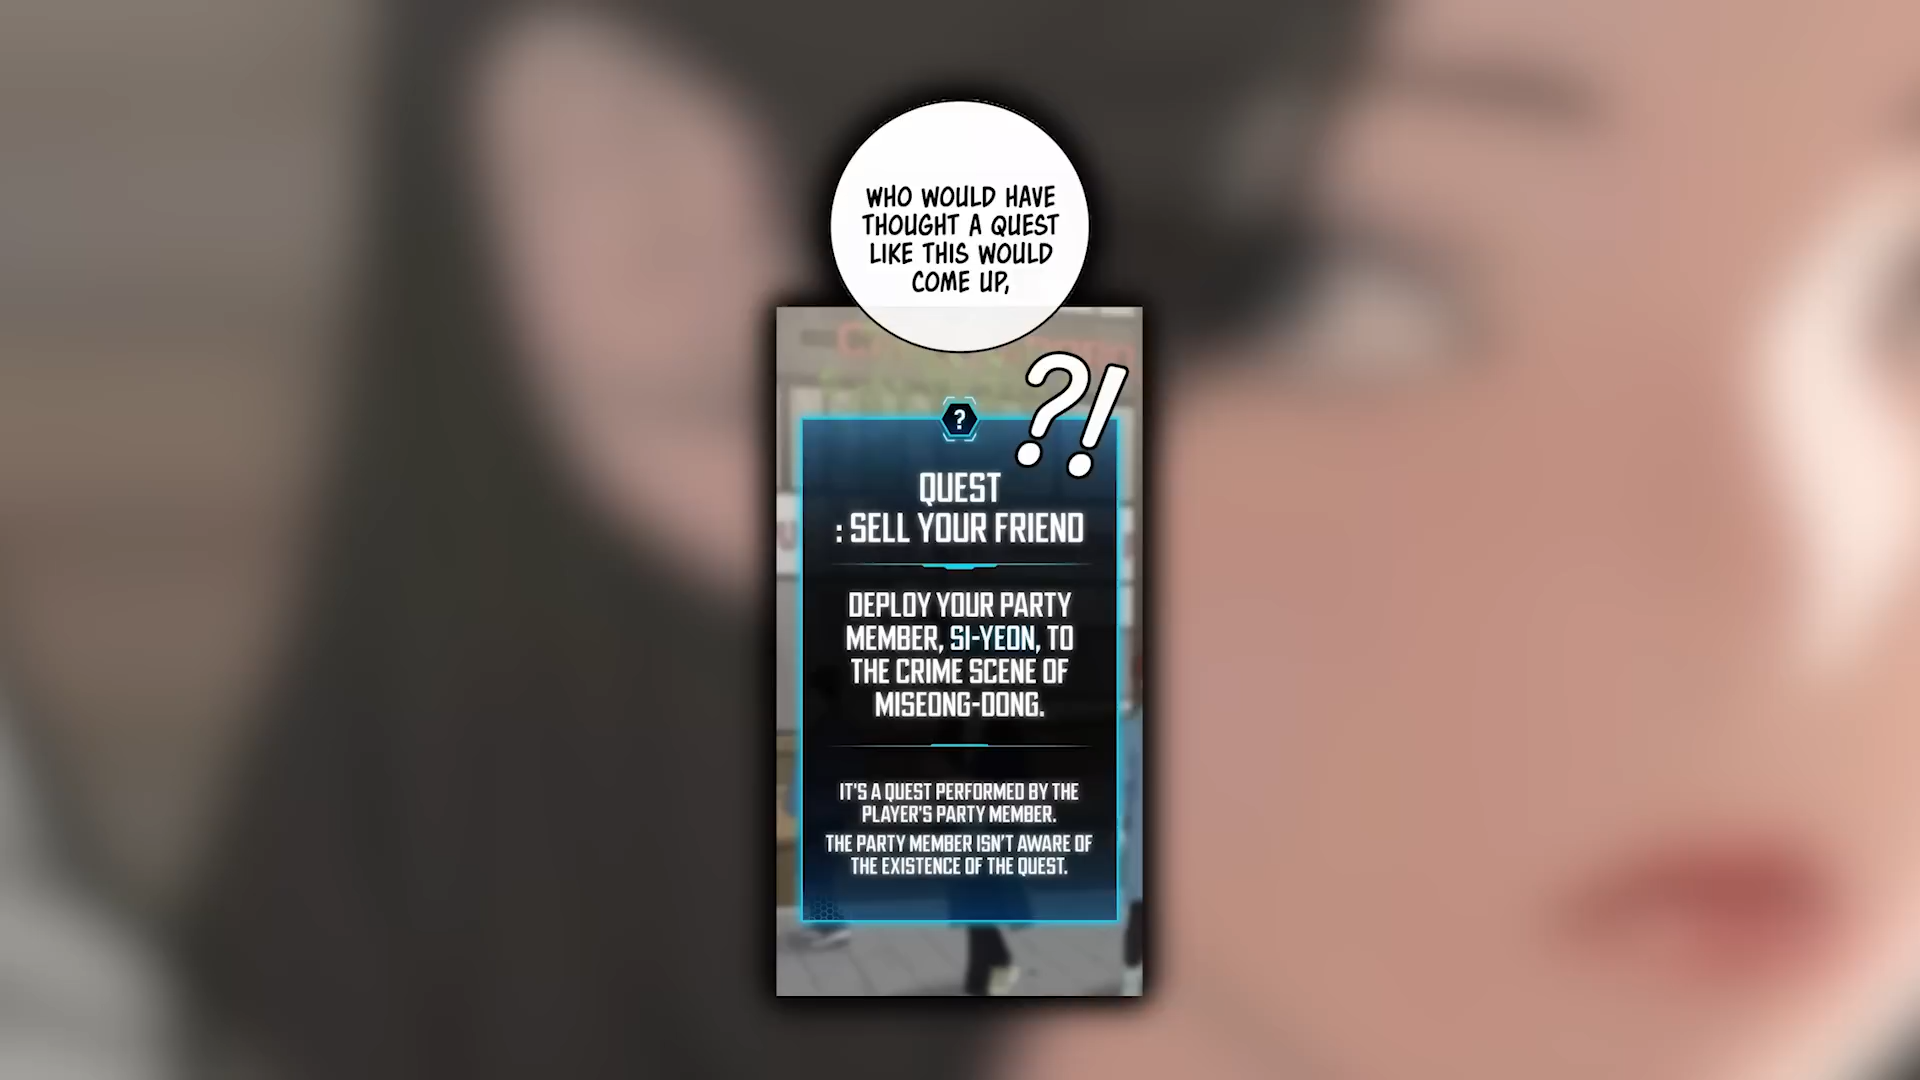 WHO WOULD HAVE
THOUGHT A QUEST
LIKE THIS WOULD
COME UP,
?!
?
QUEST
: SELL YOUR FRIEND
DEPLOY YOUR PARTY
MEMBER, SI-YEON, TO
THE CRIME SCENE OF
MISEONG-DONG.
IT'S A QUEST PERFORMED BY THE
PLAYER'S PARTY MEMBER.
THE PARTY MEMBER ISN'T AWARE OF
THE EXISTENCE OF THE QUEST.